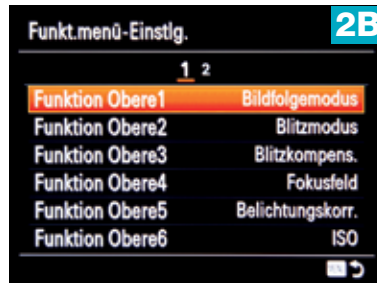 Funkt.menü-Einstlg. 2B
1 2
Funktion Obere1 Bildfolgemodus
Funktion Obere2 Blitzmodus
Funktion Obere3 Blitzkompens.
Funktion Obere4 Fokusfeld
Funktion Obere5 Belichtungskorr.
Funktion Obere6 ISO